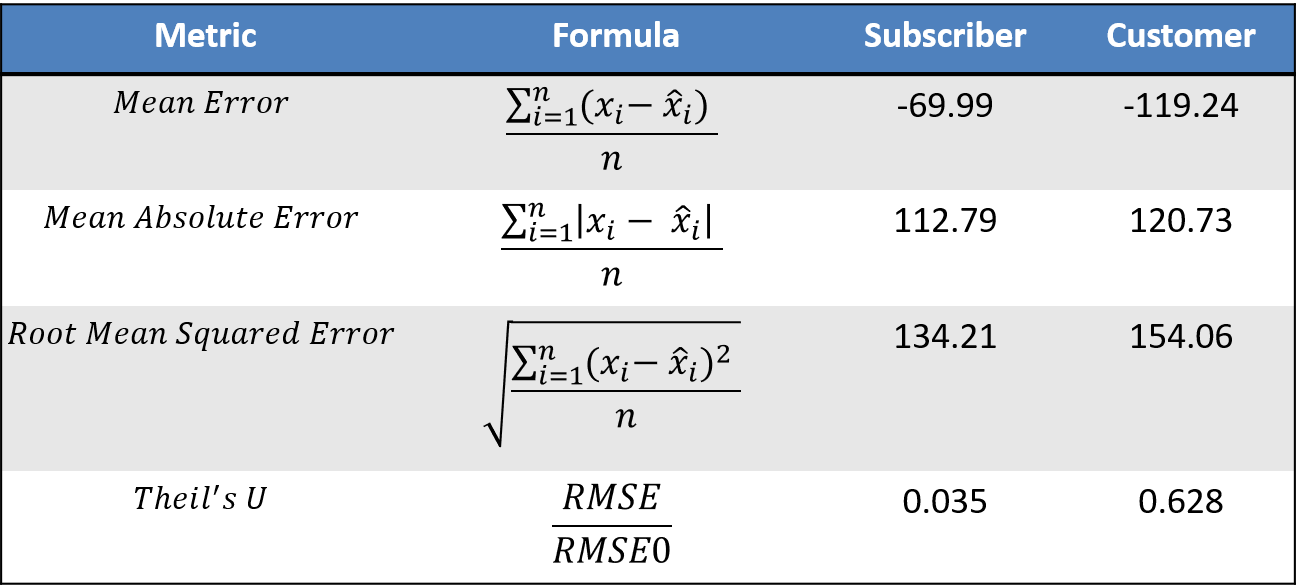 Metric Formula Subscriber Customer
Mean Error \frac{\sum_{i=1}^{n}(x_i - \hat{x}_i)}{n} -69.99 -119.24
Mean Absolute Error \frac{\sum_{i=1}^{n}|x_i - \hat{x}_i|}{n} 112.79 120.73
Root Mean Squared Error \sqrt{\frac{\sum_{i=1}^{n}(x_i - \hat{x}_i)^2}{n}} 134.21 154.06
Theil's U \frac{RMSE}{RMSE0} 0.035 0.628